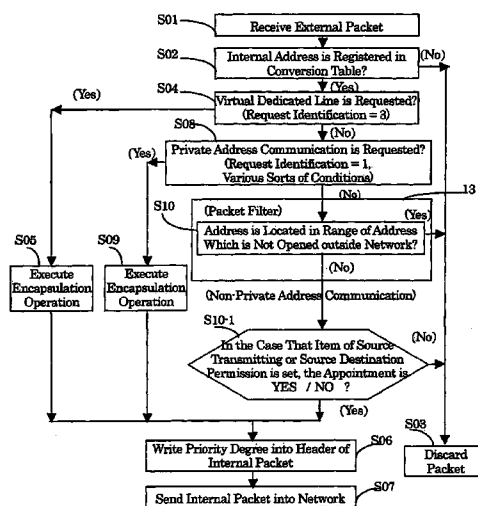 S01
Receive External Packet
S02
Internal Address is Registered in
Conversion Table?
(No)
S04
(Yes)
(Yes)
Virtual Dedicated Line is Requested?
(Request Identification = 3)
S08
(No)
(Yes)
Private Address Communication is Requested?
(Request Identification = 1,
Various Sorts of Conditions)
(No)
13
S10
(Packet Filter)
(Yes)
Address is Located in Range of Address
Which is Not Opened outside Network?
S05
S09
(No)
Execute
Encapsulation
Operation
Execute
Encapsulation
Operation
(Non-Private Address Communication)
S10-1
In the Case That Item of Source
Transmitting or Source Destination
Permission is set, the Appointment is
YES / NO ?
(No)
(Yes)
S03
Write Priority Degree into Header of
Internal Packet
S06
Discard
Packet
Send Internal Packet into Network
S07